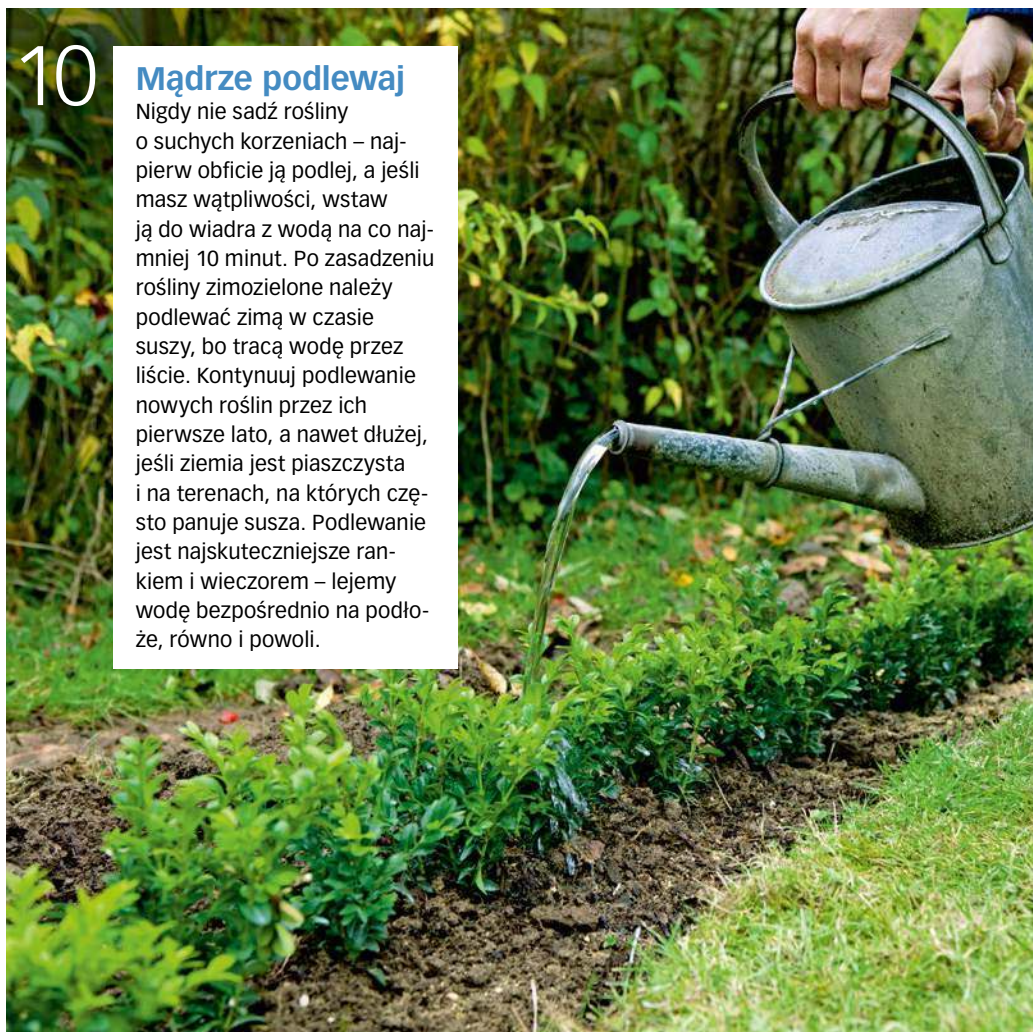 10
Mądrze podlewaj
Nigdy nie sadź rośliny
o suchych korzeniach – naj-
pierw obficie ją podlej, a jeśli
masz wątpliwości, wstaw
ją do wiadra z wodą na co naj-
mniej 10 minut. Po zasadzeniu
rośliny zimozielone należy
podlewać zimą w czasie
suszy, bo tracą wodę przez
liście. Kontynuuj podlewanie
nowych roślin przez ich
pierwsze lato, a nawet dłużej,
jeśli ziemia jest piaszczysta
i na terenach, na których czę-
sto panuje susza. Podlewanie
jest najskuteczniejsze ran-
kiem i wieczorem – lejemy
wodę bezpośrednio na podło-
że, równo i powoli.